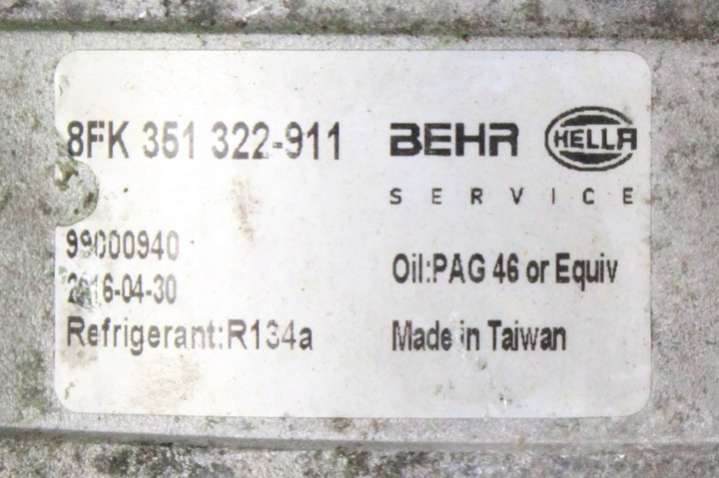 8FK 351 322-911
BEHR HELLA
SERVICE
99000940
2016-04-30
Refrigerant:R134a
Oil:PAG 46 or Equiv
Made in Taiwan